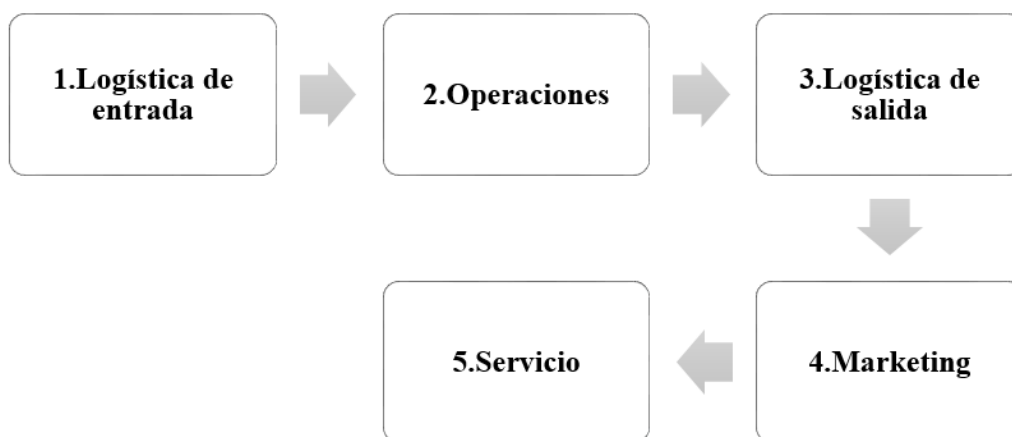 1.Logística de
entrada
2.Operaciones
3.Logística de
salida
4.Marketing
5.Servicio